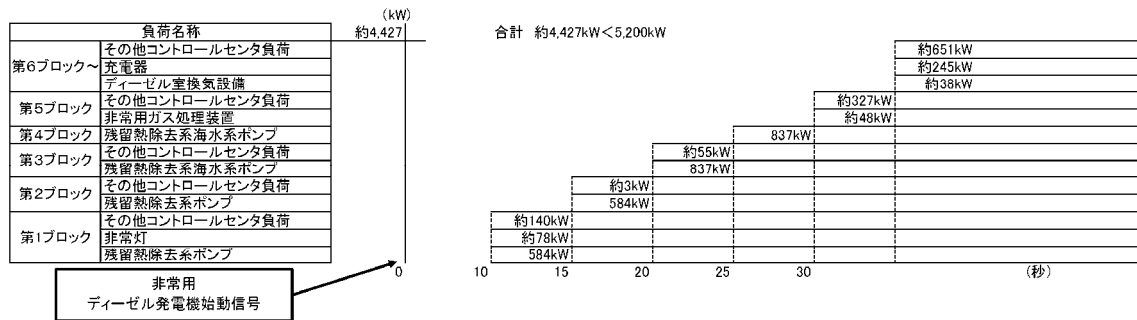 (kW)
負荷名称 約4,427 合計 約4,427kW＜5,200kW
その他コントロールセンタ負荷 約651kW
第6ブロック～ 充電器 約245kW
ディーゼル室換気設備 約38kW
その他コントロールセンタ負荷 約327kW
第5ブロック
非常用ガス処理装置 約48kW
第4ブロック 残留熱除去系海水系ポンプ 837kW
その他コントロールセンタ負荷 約55kW
第3ブロック
残留熱除去系海水系ポンプ 837kW
その他コントロールセンタ負荷 約3kW
第2ブロック
残留熱除去系ポンプ 584kW
その他コントロールセンタ負荷 約140kW
第1ブロック 非常灯 約78kW
残留熱除去系ポンプ 584kW
0 10 15 20 25 30 (秒)
非常用
ディーゼル発電機始動信号